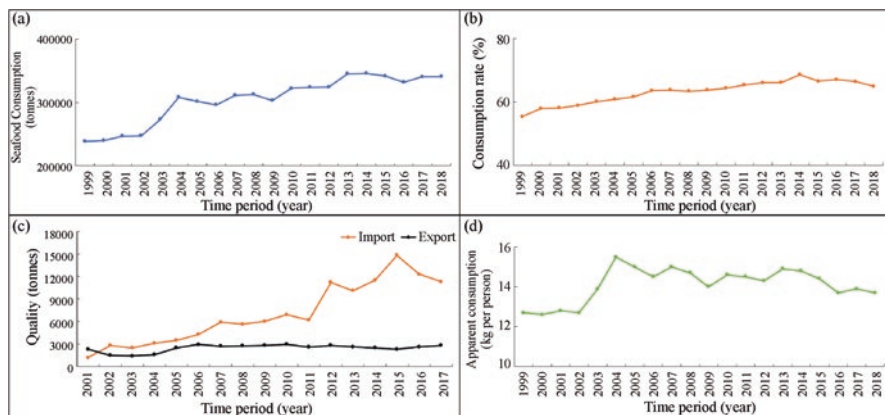 (a)
Seafood Consumption
(tonnes)
400000
300000
200000
1999 2000 2001 2002 2003 2004 2005 2006 2007 2008 2009 2010 2011 2012 2013 2014 2015 2016 2017 2018
Time period (year)
(b)
Consumption rate (%)
80
60
40
1999 2000 2001 2002 2003 2004 2005 2006 2007 2008 2009 2010 2011 2012 2013 2014 2015 2016 2017 2018
Time period (year)
(c)
Import Export
Quality (tonnes)
18000
15000
12000
9000
6000
3000
0
2001 2002 2003 2004 2005 2006 2007 2008 2009 2010 2011 2012 2013 2014 2015 2016 2017
Time period (year)
(d)
Apparent consumption
(kg per person)
16
14
12
10
1999 2000 2001 2002 2003 2004 2005 2006 2007 2008 2009 2010 2011 2012 2013 2014 2015 2016 2017 2018
Time period (year)